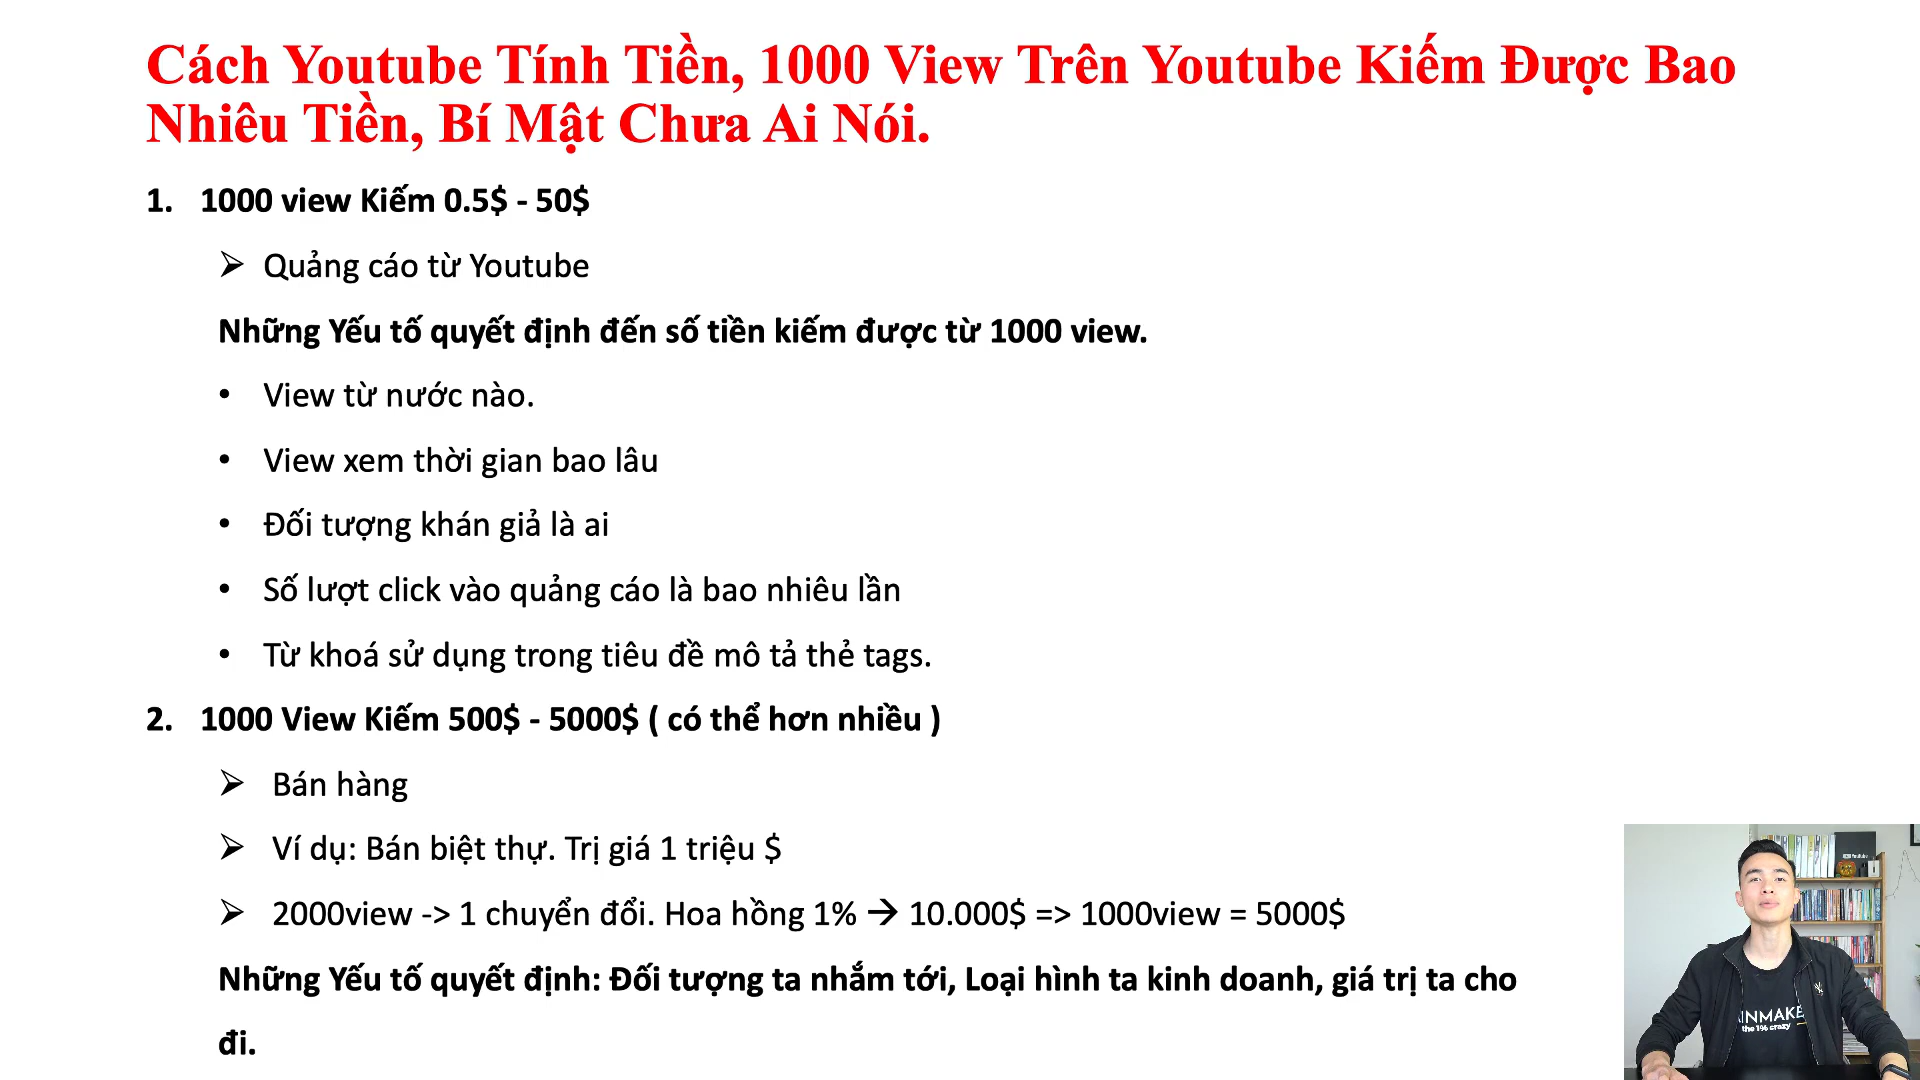 Cách Youtube Tính Tiền, 1000 View Trên Youtube Kiếm Được Bao
Nhiêu Tiền, Bí Mật Chưa Ai Nói.
1. 1000 view Kiếm 0.5$ - 50$
➢ Quảng cáo từ Youtube
Những Yếu tố quyết định đến số tiền kiếm được từ 1000 view.
• View từ nước nào.
• View xem thời gian bao lâu
• Đối tượng khán giả là ai
• Số lượt click vào quảng cáo là bao nhiêu lần
• Từ khoá sử dụng trong tiêu đề mô tả thẻ tags.
2. 1000 View Kiếm 500$ - 5000$ ( có thể hơn nhiều )
➢ Bán hàng
➢ Ví dụ: Bán biệt thự. Trị giá 1 triệu $
➢ 2000view -> 1 chuyển đổi. Hoa hồng 1% → 10.000$ => 1000view = 5000$
Những Yếu tố quyết định: Đối tượng ta nhắm tới, Loại hình ta kinh doanh, giá trị ta cho
đi.
YouTube
INMAKE
the 1% crazy